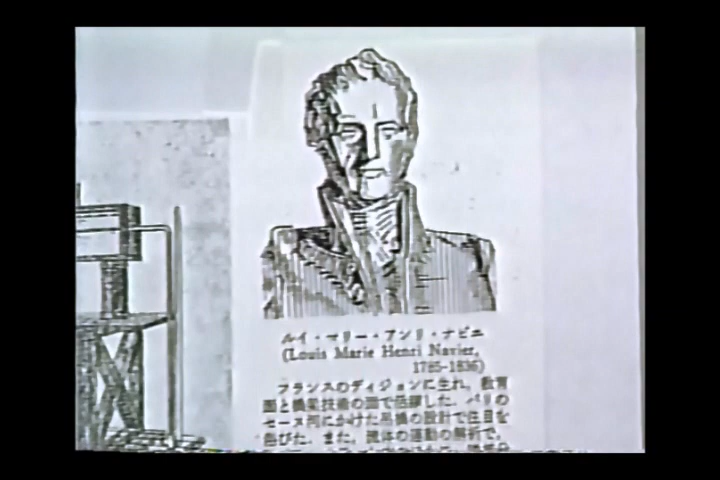 ルイ・マリー・アンリ・ナビエ
(Louis Marie Henri Navier,
1785-1836)
フランスのディジョンに生れ，教育
面と橋梁技術の面で活躍した．パリの
セーヌ河にかけた吊橋の設計で注目を
浴びた．また，流体の運動の解析で，